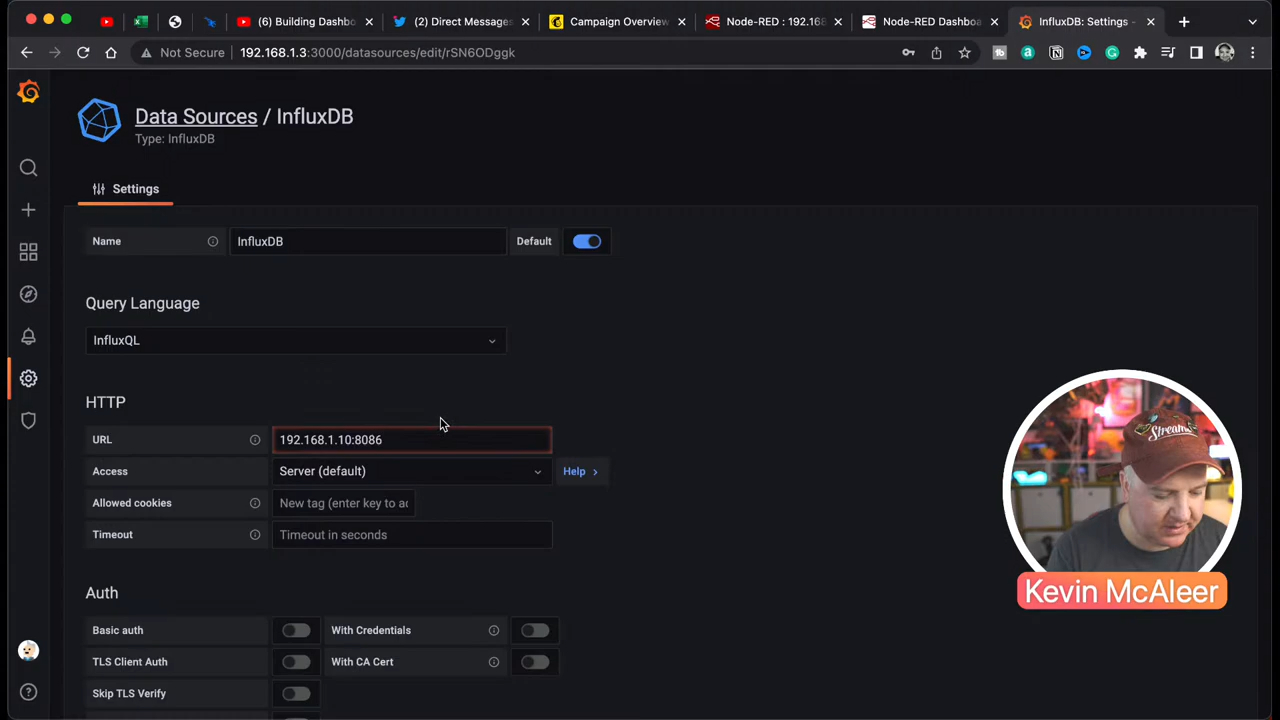 (6) Building Dashbo
(2) Direct Messages
Campaign Overview
Node-RED : 192.168
Node-RED Dashboa
InfluxDB: Settings -
Not Secure
192.168.1.3:3000/datasources/edit/rSN6ODggk
Data Sources / InfluxDB
Type: InfluxDB
Settings
Name
InfluxDB
Default
Query Language
InfluxQL
HTTP
URL
192.168.1.10:8086
Access
Server (default)
Help >
Allowed cookies
New tag (enter key to ac
Timeout
Timeout in seconds
Auth
Basic auth
With Credentials
TLS Client Auth
With CA Cert
Skip TLS Verify
Streams
Kevin McAleer